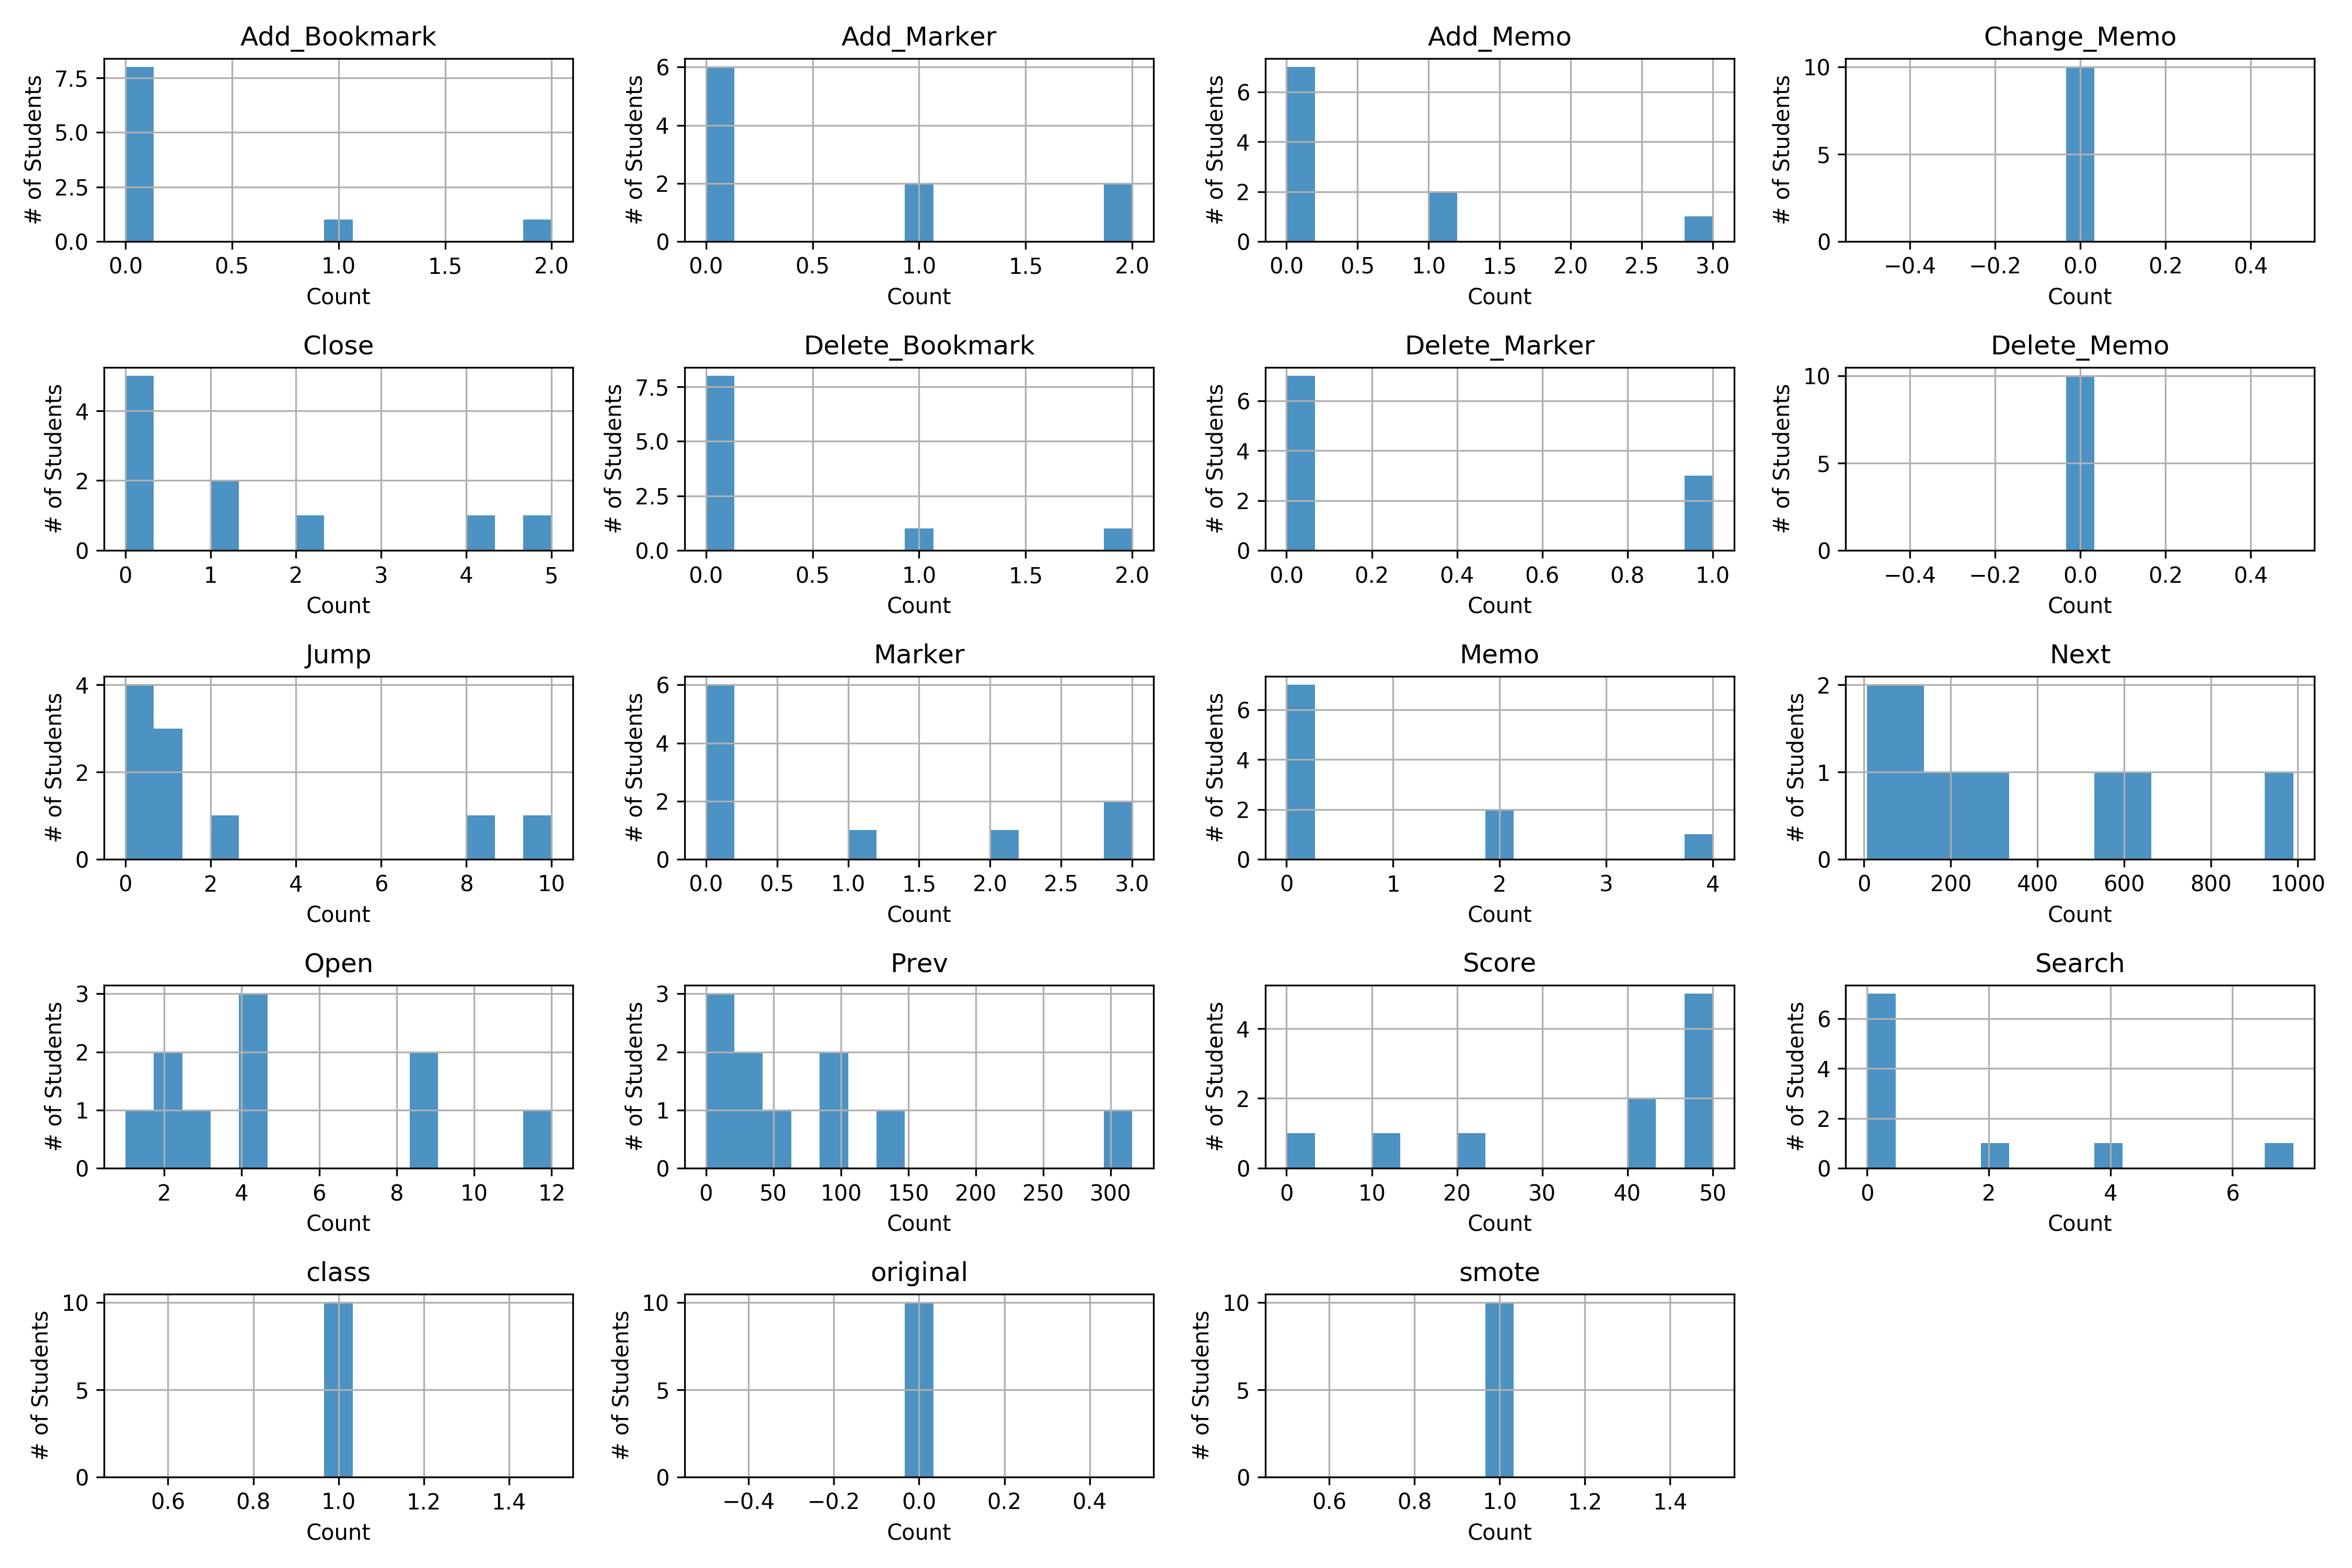 Add_Bookmark
7.5
5.0
2.5
0.0
# of Students
0.0 0.5 1.0 1.5 2.0
Count
Add_Marker
6
4
2
0
# of Students
0.0 0.5 1.0 1.5 2.0
Count
Add_Memo
6
4
2
0
# of Students
0.0 0.5 1.0 1.5 2.0 2.5 3.0
Count
Change_Memo
10
5
0
# of Students
−0.4 −0.2 0.0 0.2 0.4
Count
Close
4
2
0
# of Students
0 1 2 3 4 5
Count
Delete_Bookmark
7.5
5.0
2.5
0.0
# of Students
0.0 0.5 1.0 1.5 2.0
Count
Delete_Marker
6
4
2
0
# of Students
0.0 0.2 0.4 0.6 0.8 1.0
Count
Delete_Memo
10
5
0
# of Students
−0.4 −0.2 0.0 0.2 0.4
Count
Jump
4
2
0
# of Students
0 2 4 6 8 10
Count
Marker
6
4
2
0
# of Students
0.0 0.5 1.0 1.5 2.0 2.5 3.0
Count
Memo
6
4
2
0
# of Students
0 1 2 3 4
Count
Next
2
1
0
# of Students
0 200 400 600 800 1000
Count
Open
3
2
1
0
# of Students
2 4 6 8 10 12
Count
Prev
3
2
1
0
# of Students
0 50 100 150 200 250 300
Count
Score
4
2
0
# of Students
0 10 20 30 40 50
Count
Search
6
4
2
0
# of Students
0 2 4 6
Count
class
10
5
0
# of Students
0.6 0.8 1.0 1.2 1.4
Count
original
10
5
0
# of Students
−0.4 −0.2 0.0 0.2 0.4
Count
smote
10
5
0
# of Students
0.6 0.8 1.0 1.2 1.4
Count